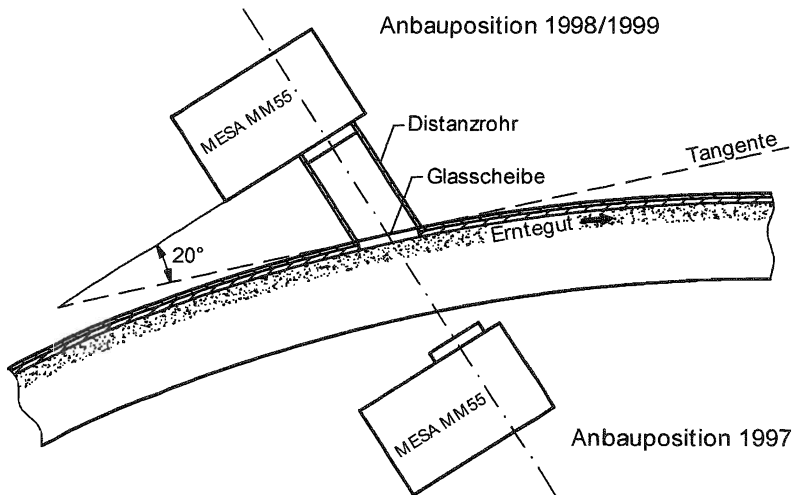 Anbauposition 1998/1999
MESA MM55
Distanzrohr
Tangente
Glasscheibe
Erntegut
20°
MESA MM55
Anbauposition 1997